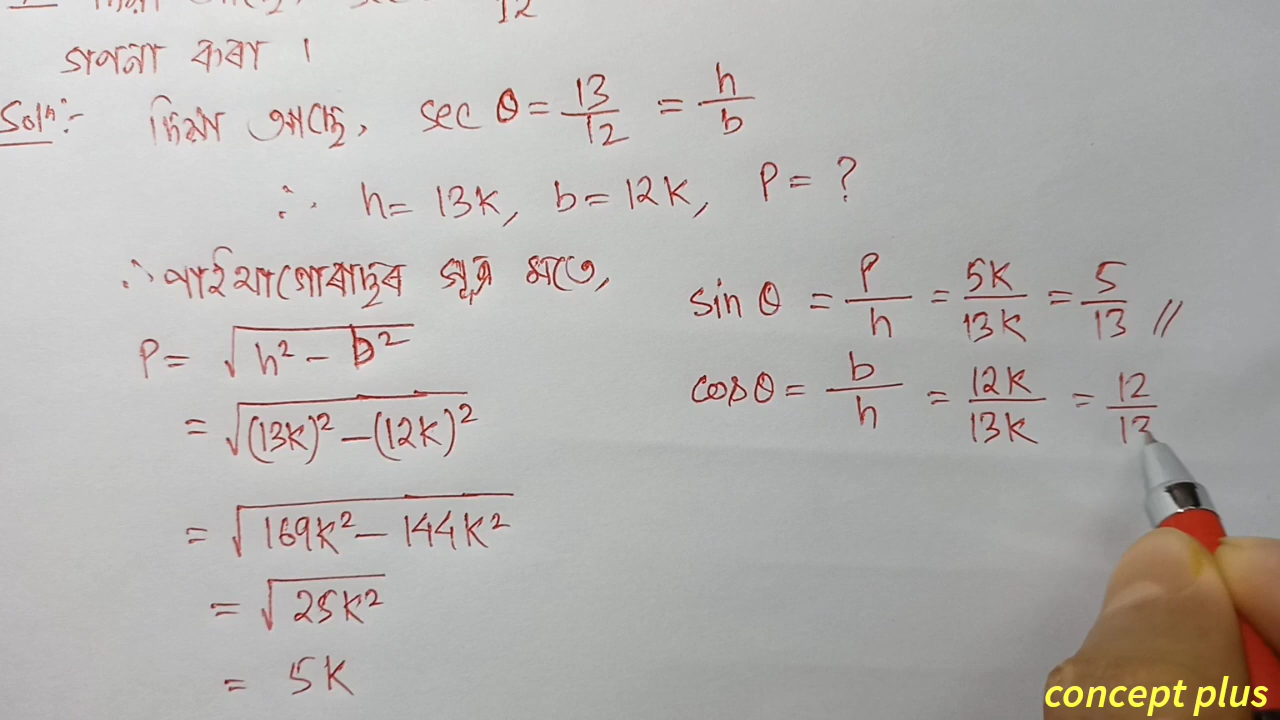 12
গণনা কৰা ।
Solⁿ:- দিয়া আছে, sec θ = 13/12 = h/b
∴ h = 13K, b = 12K, P = ?
∴ পাইথাগোৰাছৰ সূত্ৰ মতে,
P = √(h² - b²)
= √((13K)² - (12K)²)
= √(169K² - 144K²)
= √(25K²)
= 5K
sin θ = P/h = 5K/13K = 5/13 //
cos θ = b/h = 12K/13K = 12/13
concept plus